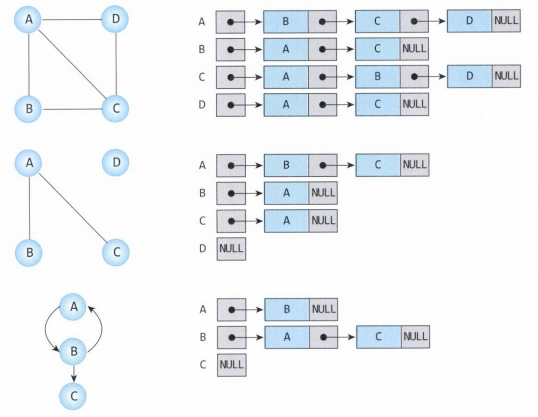 A D
B C
A B C D NULL
B A C NULL
C A B D NULL
D A C NULL
A D
B C
A B C NULL
B A NULL
C A NULL
D NULL
A
B
C
A B NULL
B A C NULL
C NULL